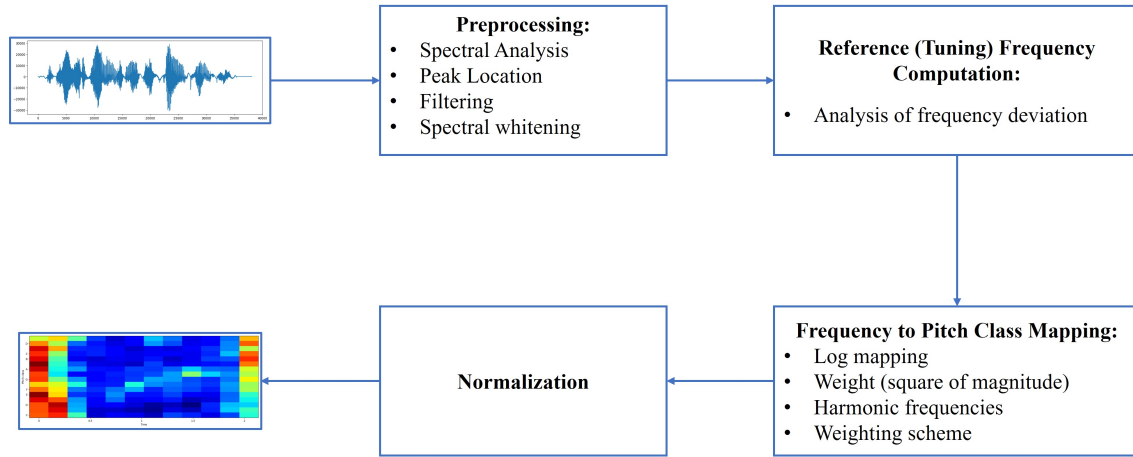 Preprocessing:
• Spectral Analysis
• Peak Location
• Filtering
• Spectral whitening
Reference (Tuning) Frequency
Computation:
• Analysis of frequency deviation
Frequency to Pitch Class Mapping:
• Log mapping
• Weight (square of magnitude)
• Harmonic frequencies
• Weighting scheme
Normalization
Time